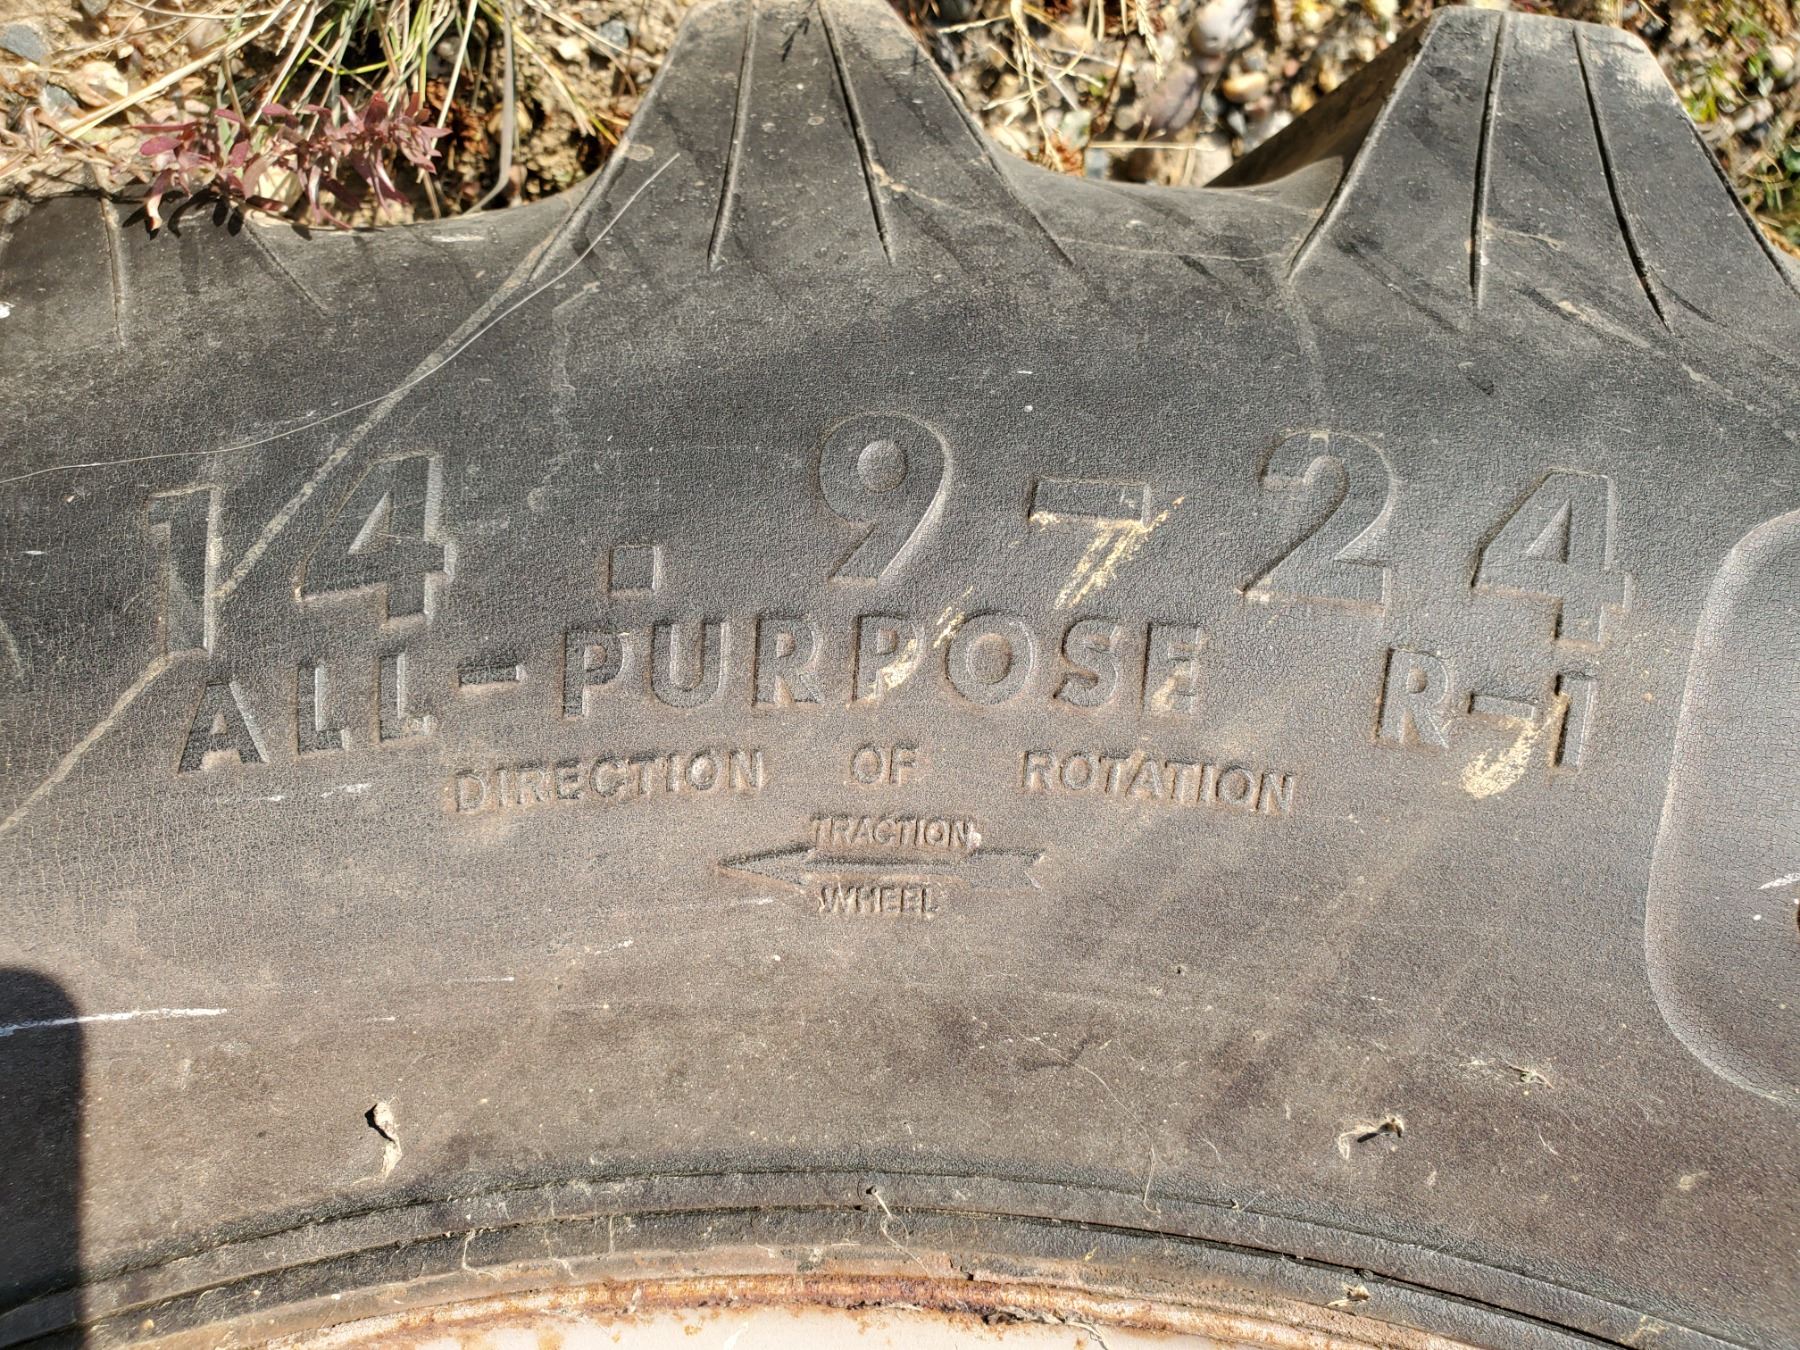 14.9-24
ALL-PURPOSE R-1
DIRECTION OF ROTATION
TRACTION
WHEEL